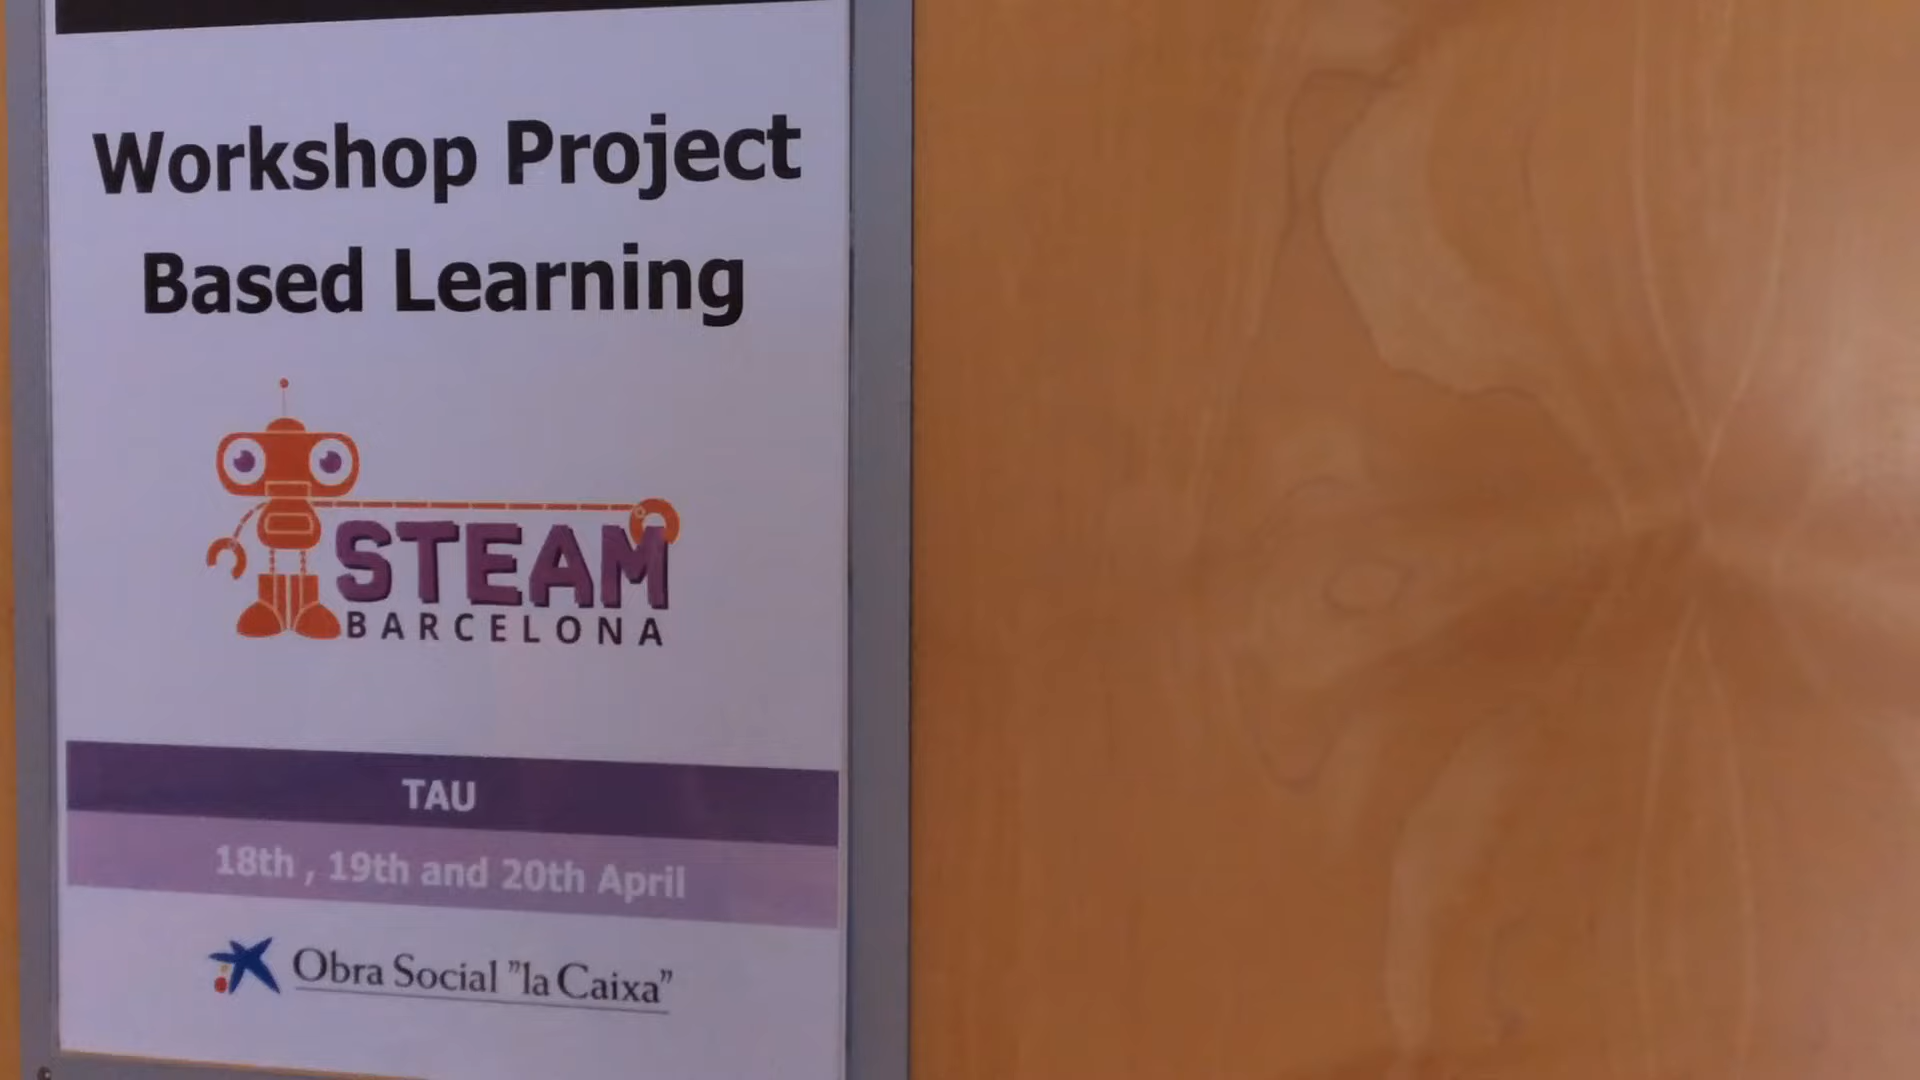 Workshop Project
Based Learning
STEAM
BARCELONA
TAU
18th , 19th and 20th April
Obra Social "la Caixa"